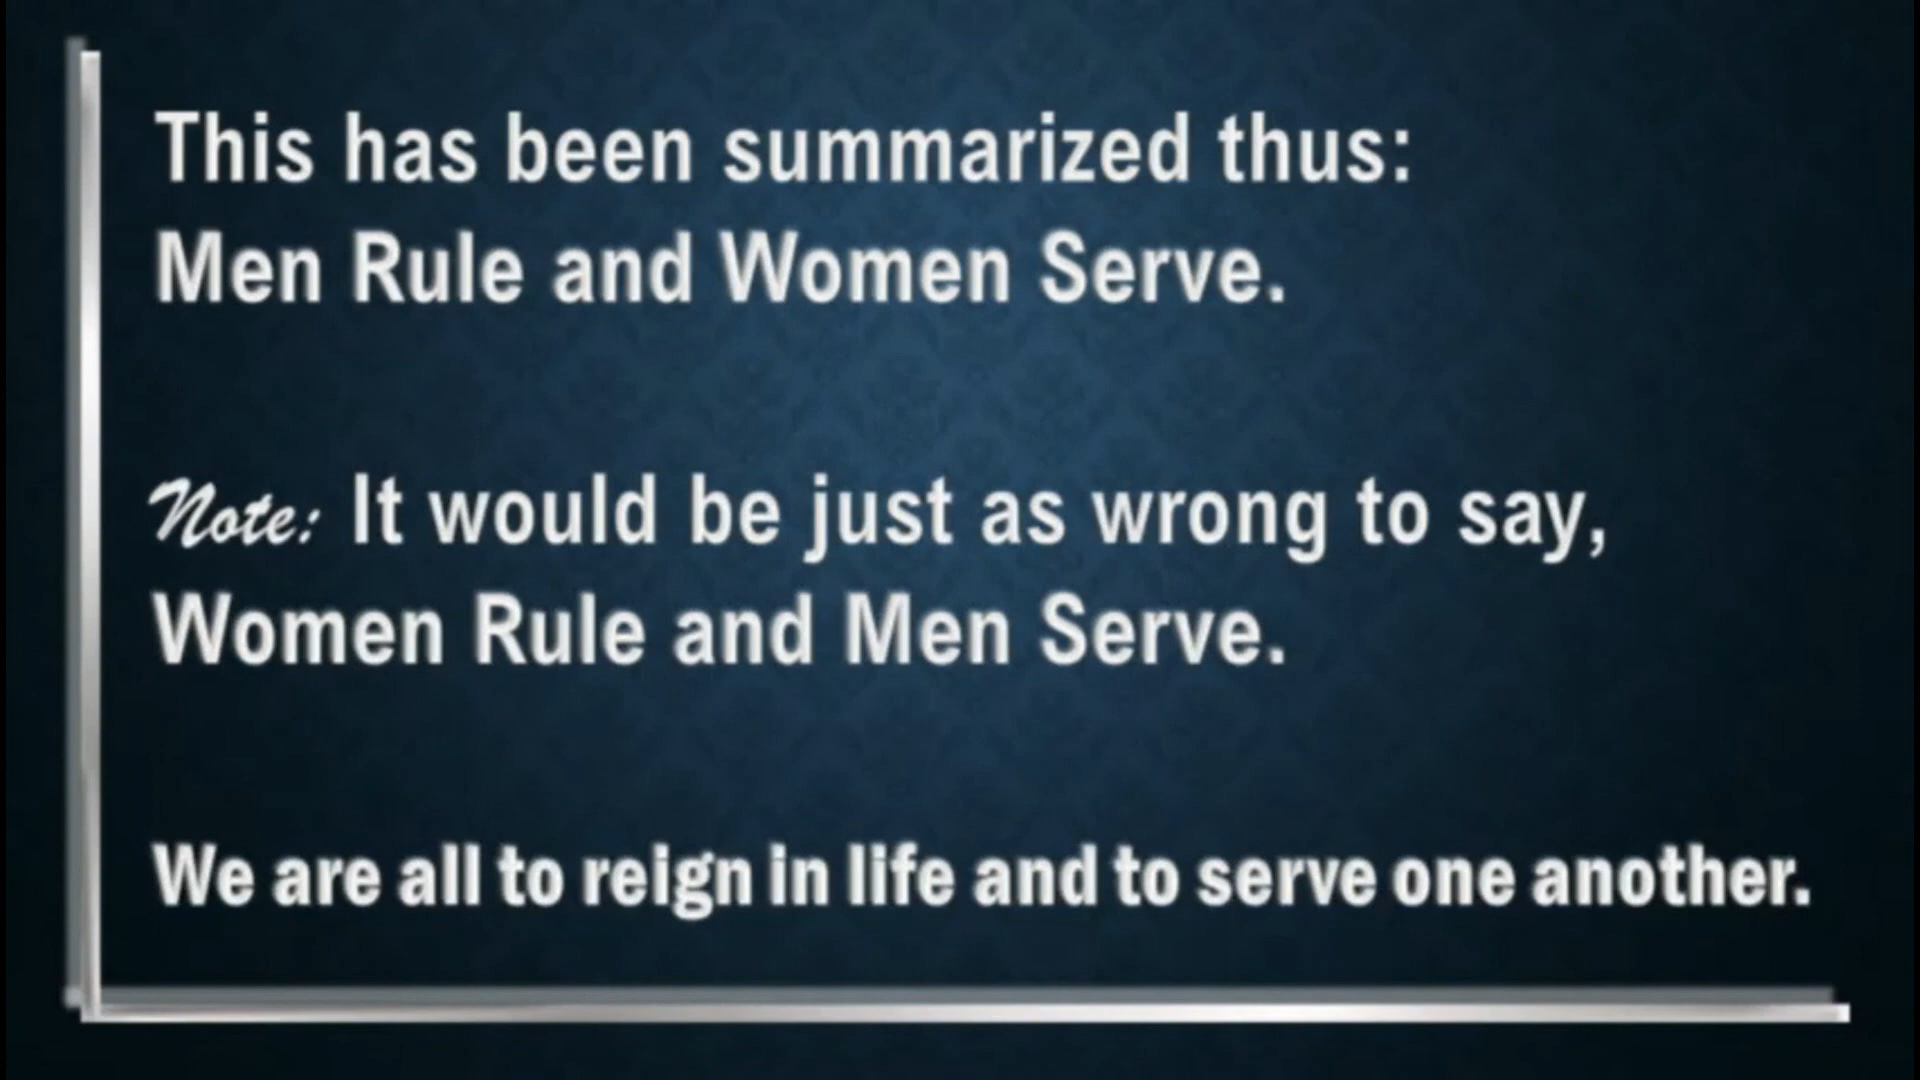 This has been summarized thus:
Men Rule and Women Serve.
Note: It would be just as wrong to say,
Women Rule and Men Serve.
We are all to reign in life and to serve one another.